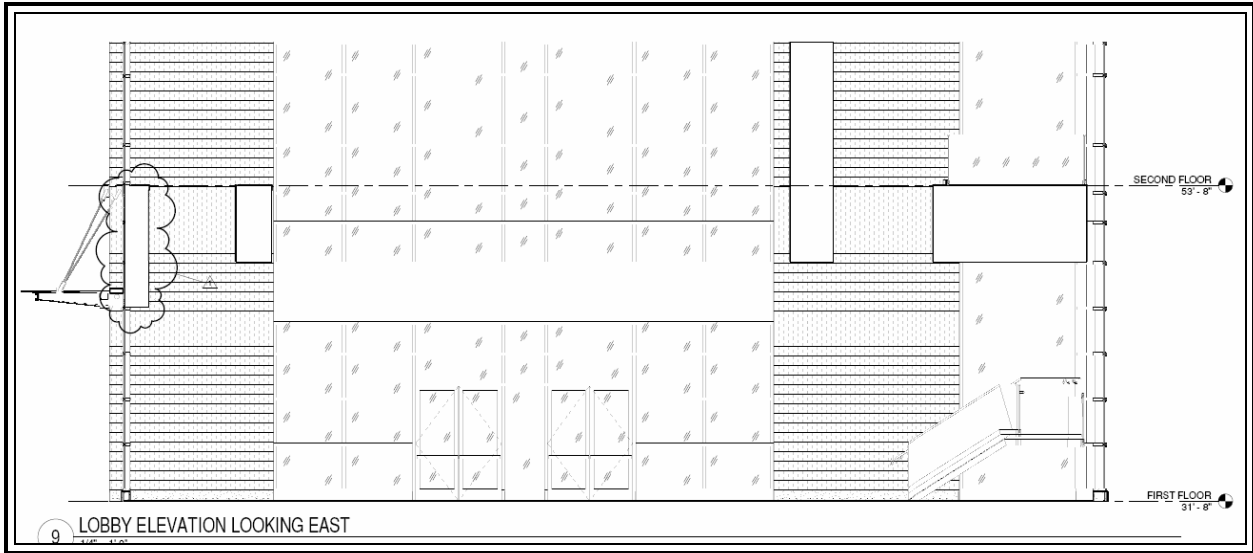 SECOND FLOOR
53' - 8"
FIRST FLOOR
31' - 8"
9
LOBBY ELEVATION LOOKING EAST